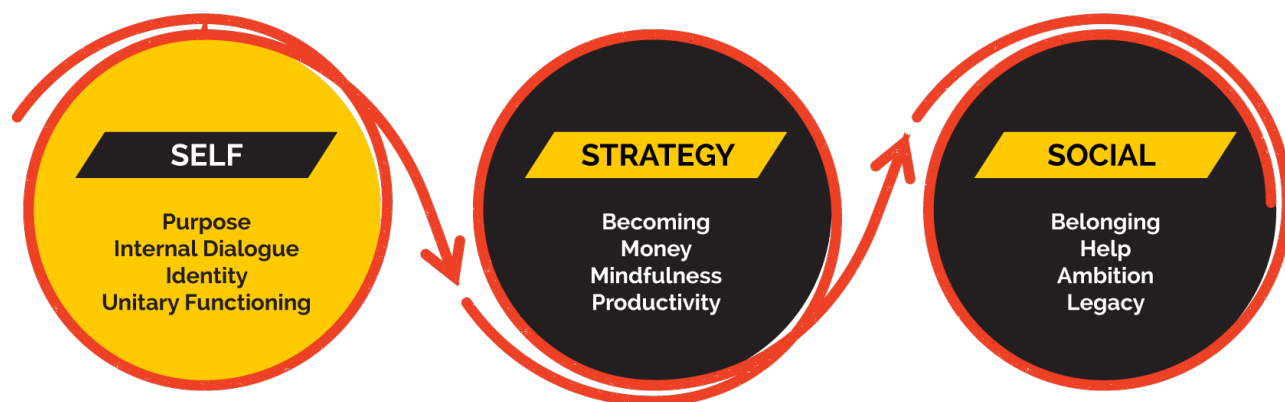 SELF
Purpose
Internal Dialogue
Identity
Unitary Functioning
STRATEGY
Becoming
Money
Mindfulness
Productivity
SOCIAL
Belonging
Help
Ambition
Legacy